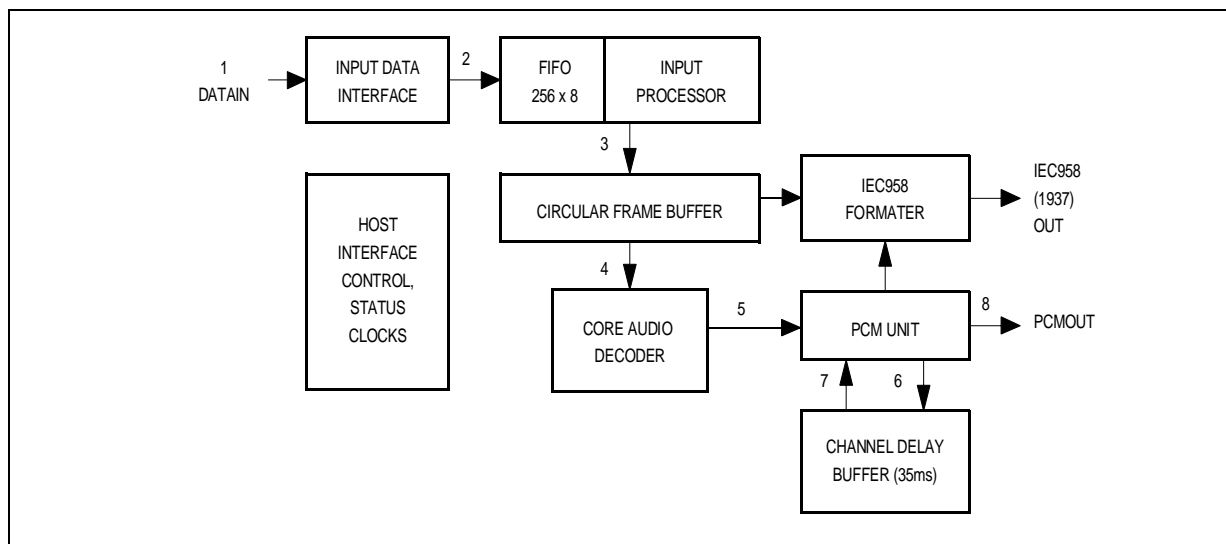 1
DATAIN
INPUT DATA
INTERFACE
2
FIFO
256 x 8
INPUT
PROCESSOR
3
HOST
INTERFACE
CONTROL,
STATUS
CLOCKS
CIRCULAR FRAME BUFFER
IEC958
FORMATER
IEC958
(1937)
OUT
4
CORE AUDIO
DECODER
5
PCM UNIT
8
PCMOUT
7
6
CHANNEL DELAY
BUFFER (35ms)